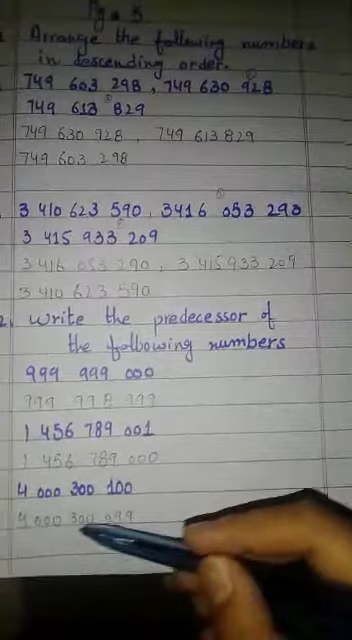 Pg = 3
Arrange the following numbers
in descending order.
749 603 298, 749 630 928
749 613 829
749 630 928, 749 613 829
749 603 298
3 410 623 590, 3416 053 290
3 415 933 209
3 416 053 290, 3 415 933 209
3 410 623 590
2. Write the predecessor of
the following numbers
999 999 000
999 998 999
1 456 789 001
1 456 789 000
4 000 300 100
4 000 300 099